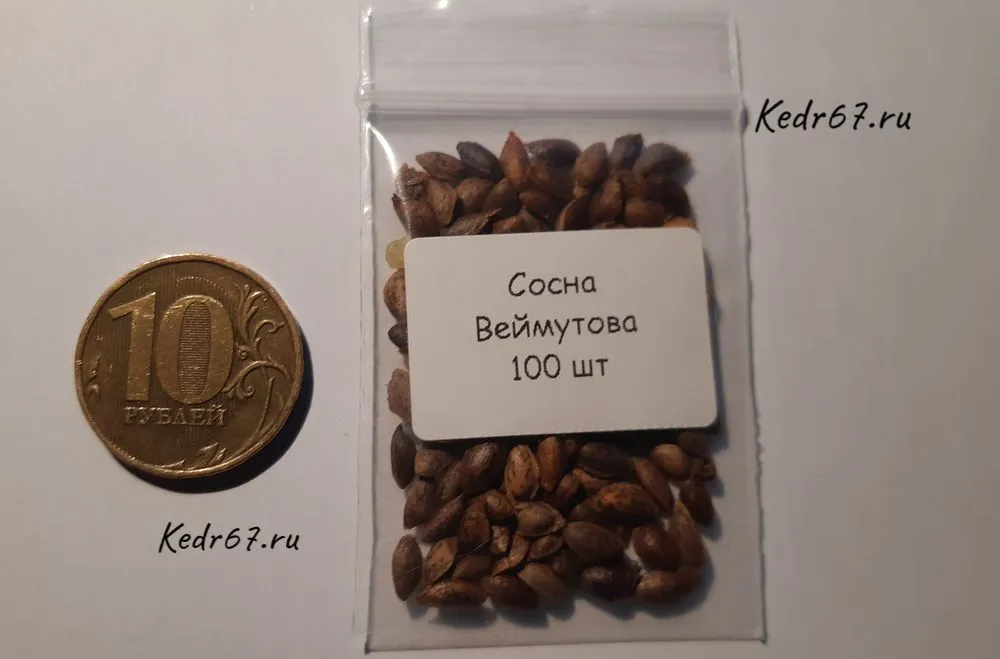 Kedr67.ru
Сосна
Веймутова
100 шт
10
РУБЛЕЙ
Kedr67.ru